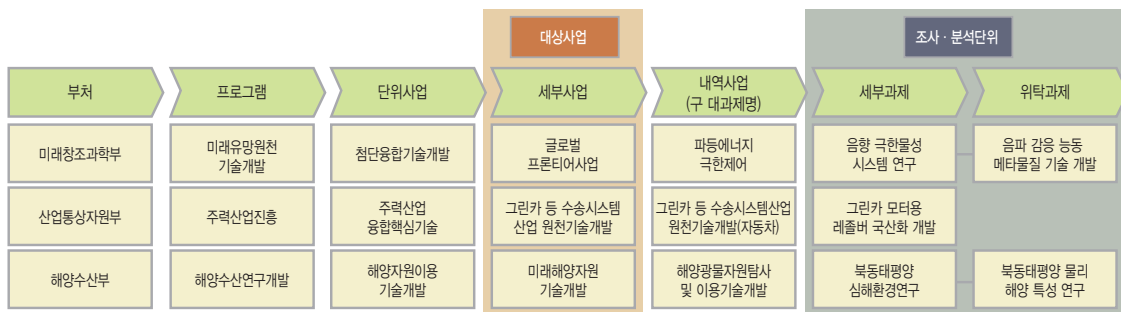 대상사업
조사 · 분석단위
부처
프로그램
단위사업
세부사업
내역사업
(구 대과제명)
세부과제
위탁과제
미래창조과학부
미래유망원천
기술개발
첨단융합기술개발
글로벌
프론티어사업
파동에너지
극한제어
음향 극한물성
시스템 연구
음파 감응 능동
메타물질 기술 개발
산업통상자원부
주력산업진흥
주력산업
융합핵심기술
그린카 등 수송시스템
산업 원천기술개발
그린카 등 수송시스템산업
원천기술개발(자동차)
그린카 모터용
레졸버 국산화 개발
해양수산부
해양수산연구개발
해양자원이용
기술개발
미래해양자원
기술개발
해양광물자원탐사
및 이용기술개발
북동태평양
심해환경연구
북동태평양 물리
해양 특성 연구